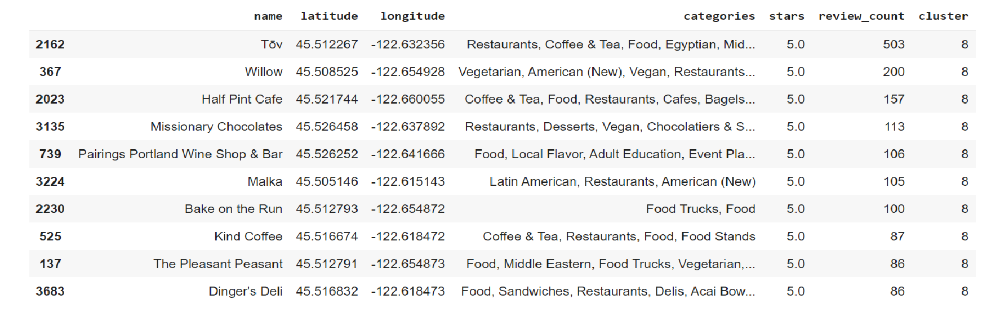 name latitude longitude categories stars review_count cluster
2162 Tōv 45.512267 -122.632356 Restaurants, Coffee & Tea, Food, Egyptian, Mid... 5.0 503 8
367 Willow 45.508525 -122.654928 Vegetarian, American (New), Vegan, Restaurants... 5.0 200 8
2023 Half Pint Cafe 45.521744 -122.660055 Coffee & Tea, Food, Restaurants, Cafes, Bagels... 5.0 157 8
3135 Missionary Chocolates 45.526458 -122.637892 Restaurants, Desserts, Vegan, Chocolatiers & S... 5.0 113 8
739 Pairings Portland Wine Shop & Bar 45.526252 -122.641666 Food, Local Flavor, Adult Education, Event Pla... 5.0 106 8
3224 Malka 45.505146 -122.615143 Latin American, Restaurants, American (New) 5.0 105 8
2230 Bake on the Run 45.512793 -122.654872 Food Trucks, Food 5.0 100 8
525 Kind Coffee 45.516674 -122.618472 Coffee & Tea, Restaurants, Food, Food Stands 5.0 87 8
137 The Pleasant Peasant 45.512791 -122.654873 Food, Middle Eastern, Food Trucks, Vegetarian,... 5.0 86 8
3683 Dinger's Deli 45.516832 -122.618473 Food, Sandwiches, Restaurants, Delis, Acai Bow... 5.0 86 8